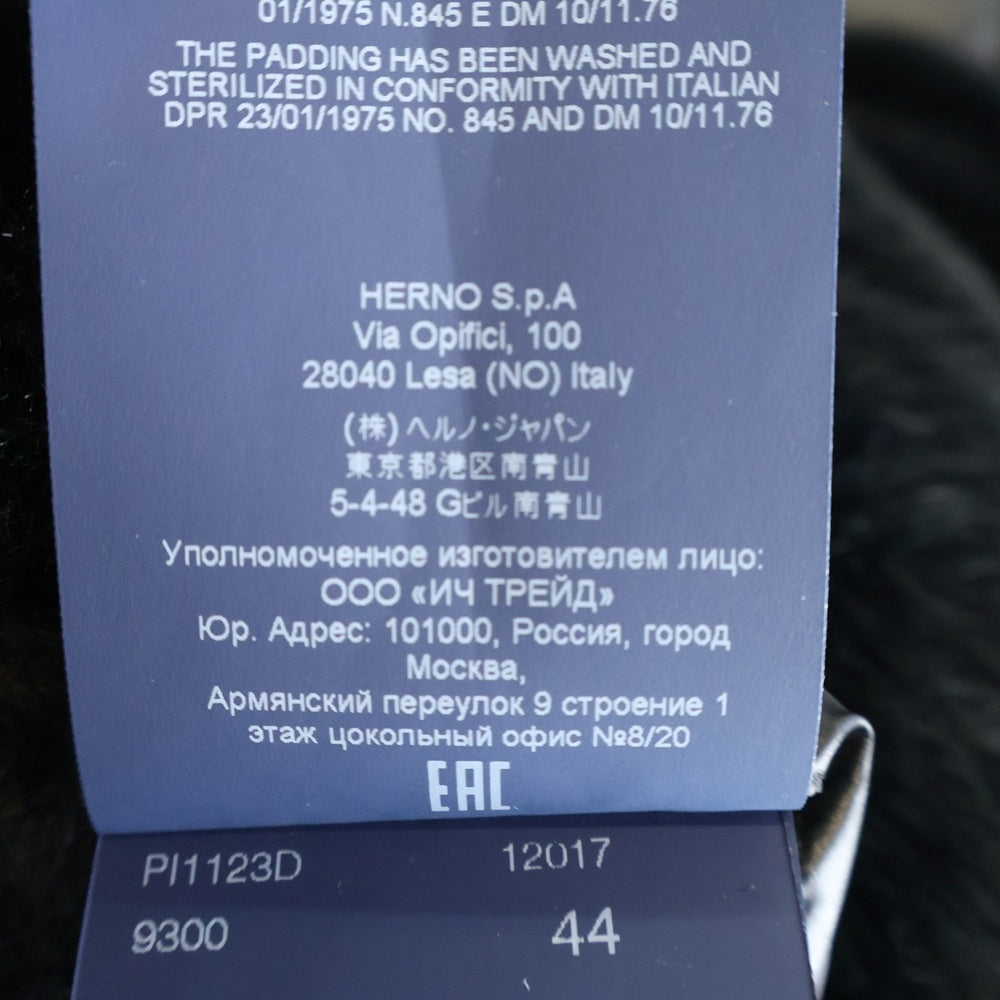 01/1975 N.845 E DM 10/11.76
THE PADDING HAS BEEN WASHED AND
STERILIZED IN CONFORMITY WITH ITALIAN
DPR 23/01/1975 NO. 845 AND DM 10/11.76
HERNO S.p.A
Via Opifici, 100
28040 Lesa (NO) Italy
(株)ヘルノ・ジャパン
東京都港区南青山
5-4-48 Gビル南青山
Уполномоченное изготовителем лицо:
ООО «ИЧ ТРЕЙД»
Юр. Адрес: 101000, Россия, город
Москва,
Армянский переулок 9 строение 1
этаж цокольный офис №8/20
EAC
PI1123D 12017
9300 44